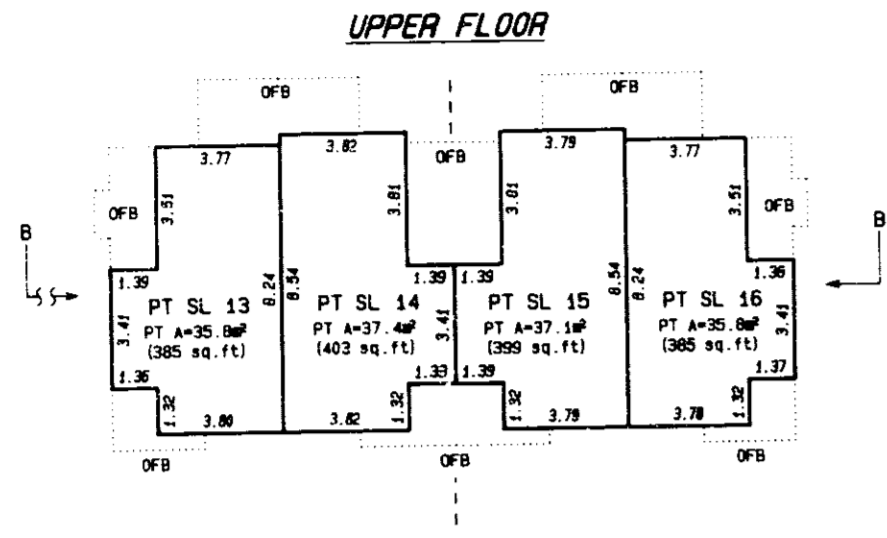 UPPER FLOOR
OFB
OFB
3.77
3.82
OFB
3.79
3.77
OFB
3.51
3.81
3.81
3.51
OFB
B
B
1.39
8.24
8.54
1.39
1.39
8.54
8.24
1.36
3.41
PT SL 13
PT A=35.8m²
(385 sq.ft)
PT SL 14
PT A=37.4m²
(403 sq.ft)
3.41
PT SL 15
PT A=37.1m²
(399 sq.ft)
PT SL 16
PT A=35.8m²
(385 sq.ft)
3.41
1.36
1.39
1.39
1.37
1.32
3.80
3.82
1.32
1.32
3.79
3.78
1.32
OFB
OFB
OFB